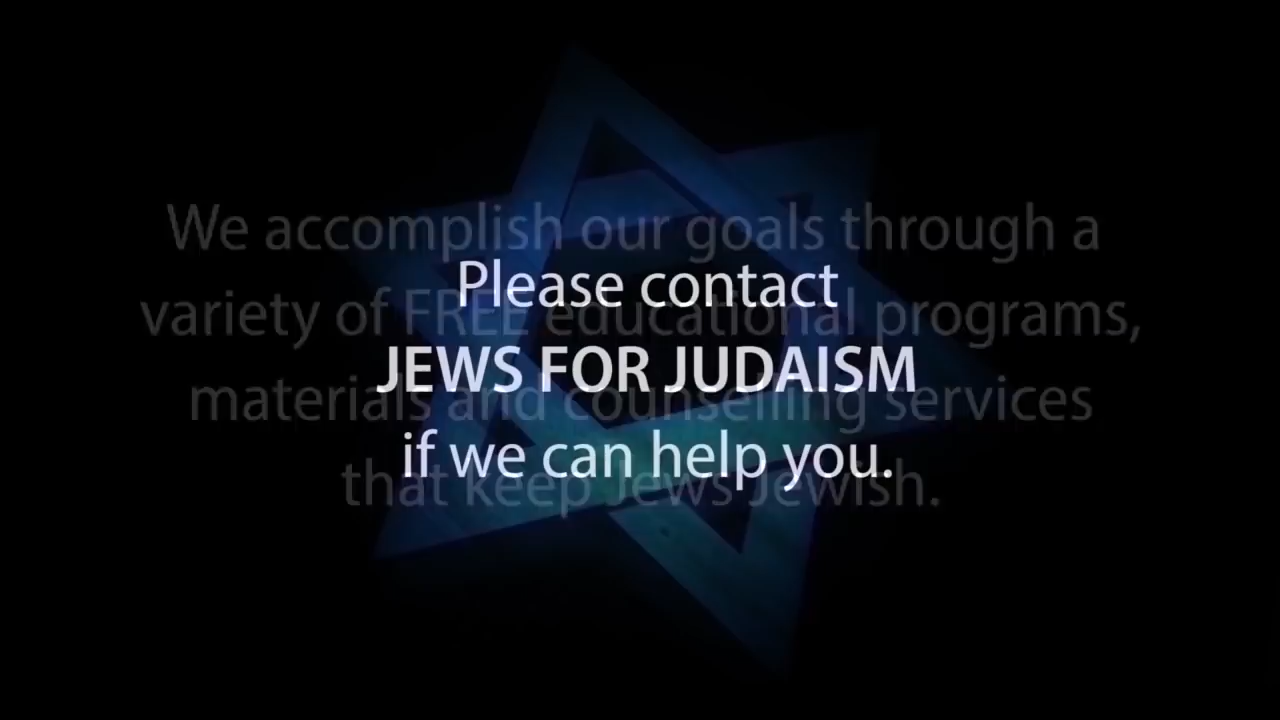 We accomplish our goals through a
Please contact
variety of FREE educational programs,
JEWS FOR JUDAISM
materials and counselling services
if we can help you.
that keep Jews Jewish.